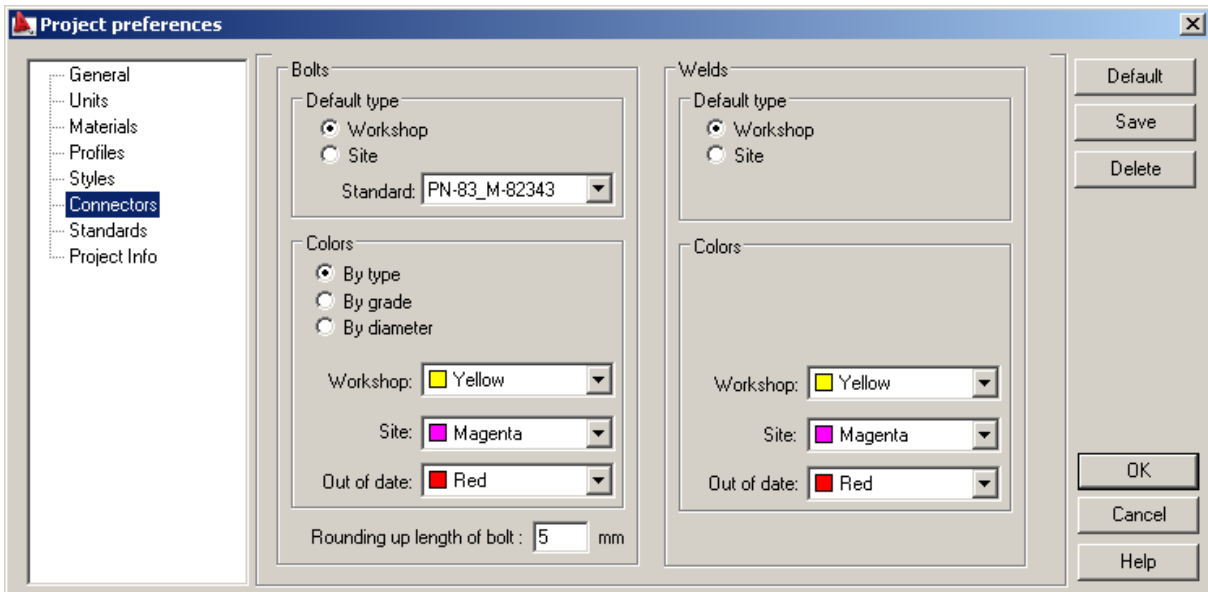 Project preferences
General
Units
Materials
Profiles
Styles
Connectors
Standards
Project Info
Bolts
Default type
Workshop
Site
Standard: PN-83_M-82343
Colors
By type
By grade
By diameter
Workshop: Yellow
Site: Magenta
Out of date: Red
Rounding up length of bolt : 5 mm
Welds
Default type
Workshop
Site
Colors
Workshop: Yellow
Site: Magenta
Out of date: Red
Default
Save
Delete
OK
Cancel
Help